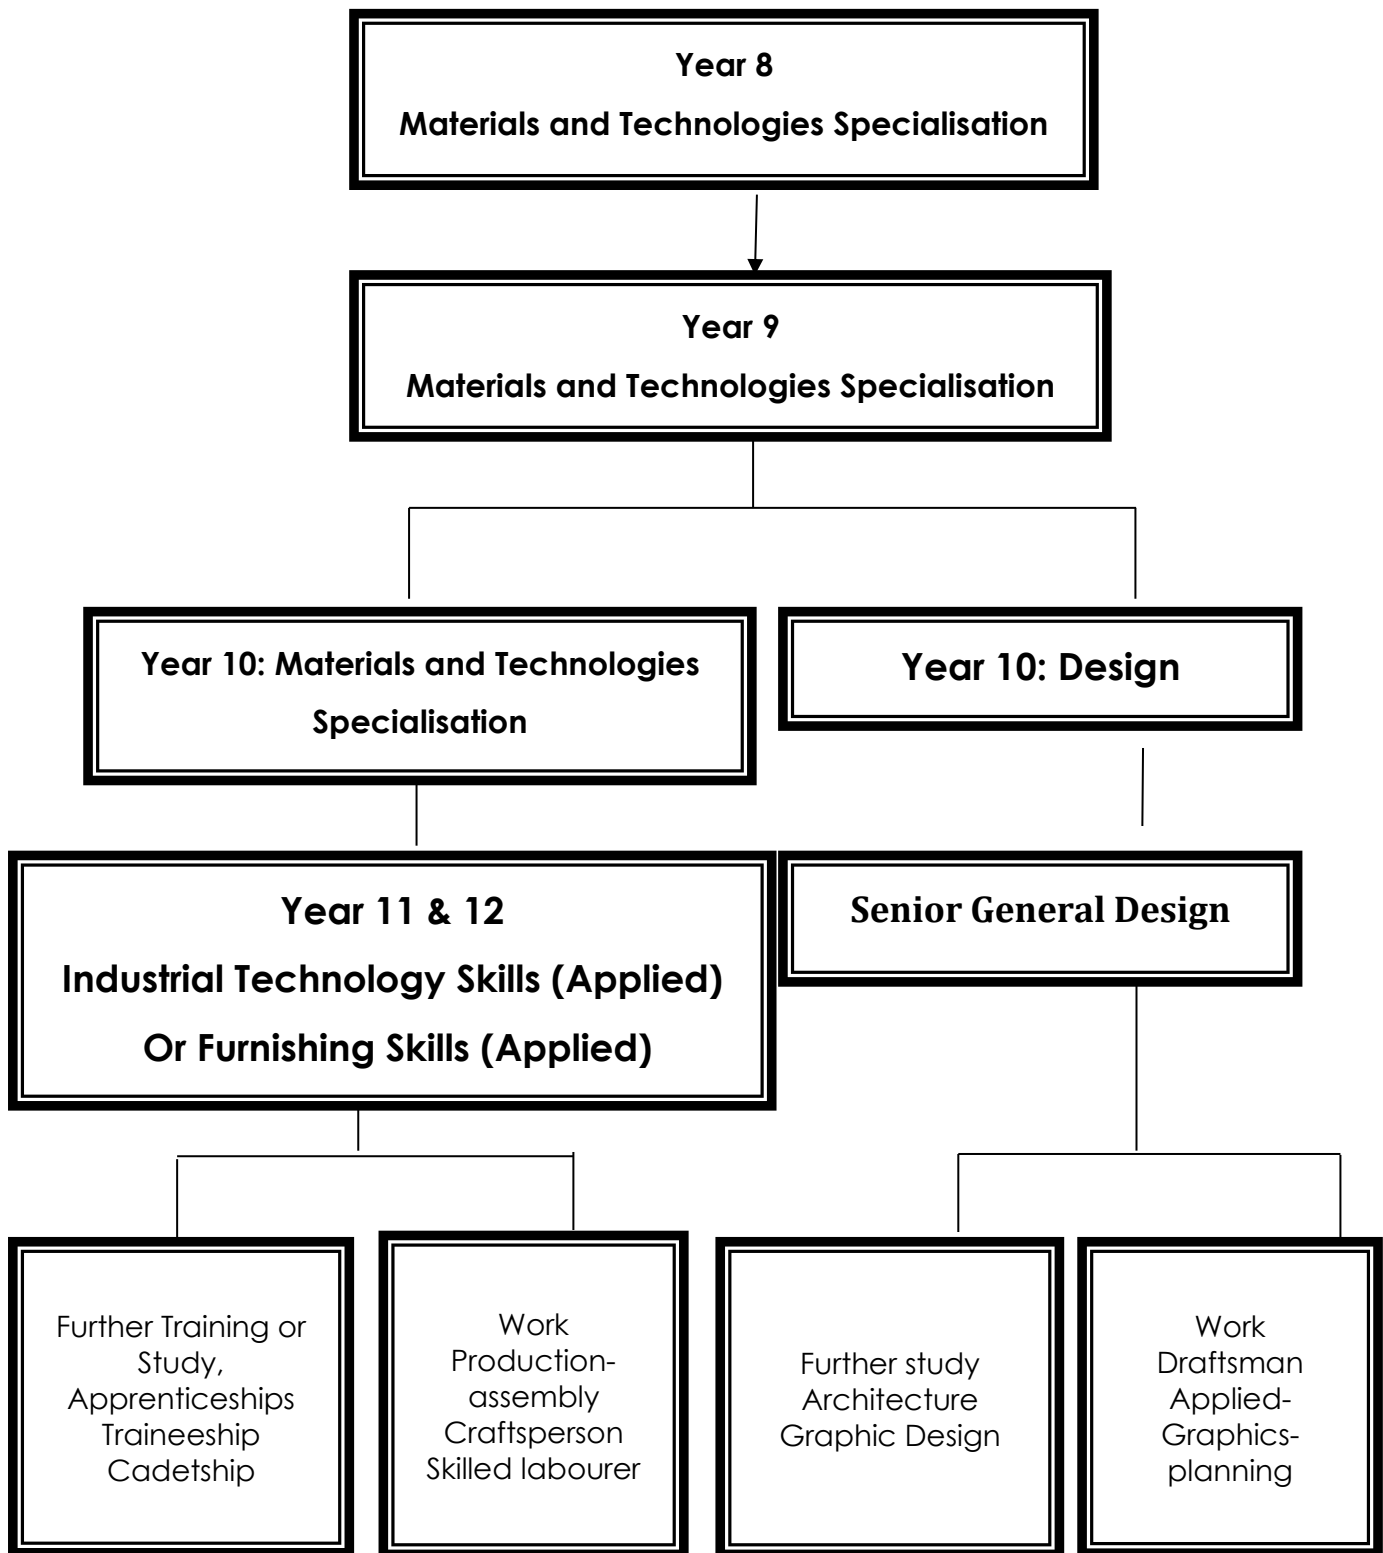 Year 8
Materials and Technologies Specialisation
Year 9
Materials and Technologies Specialisation
Year 10: Materials and Technologies
Specialisation
Year 10: Design
Year 11 & 12
Industrial Technology Skills (Applied)
Or Furnishing Skills (Applied)
Senior General Design
Further Training or
Study,
Apprenticeships
Traineeship
Cadetship
Work
Production-
assembly
Craftsperson
Skilled labourer
Further study
Architecture
Graphic Design
Work
Draftsman
Applied-
Graphics-
planning